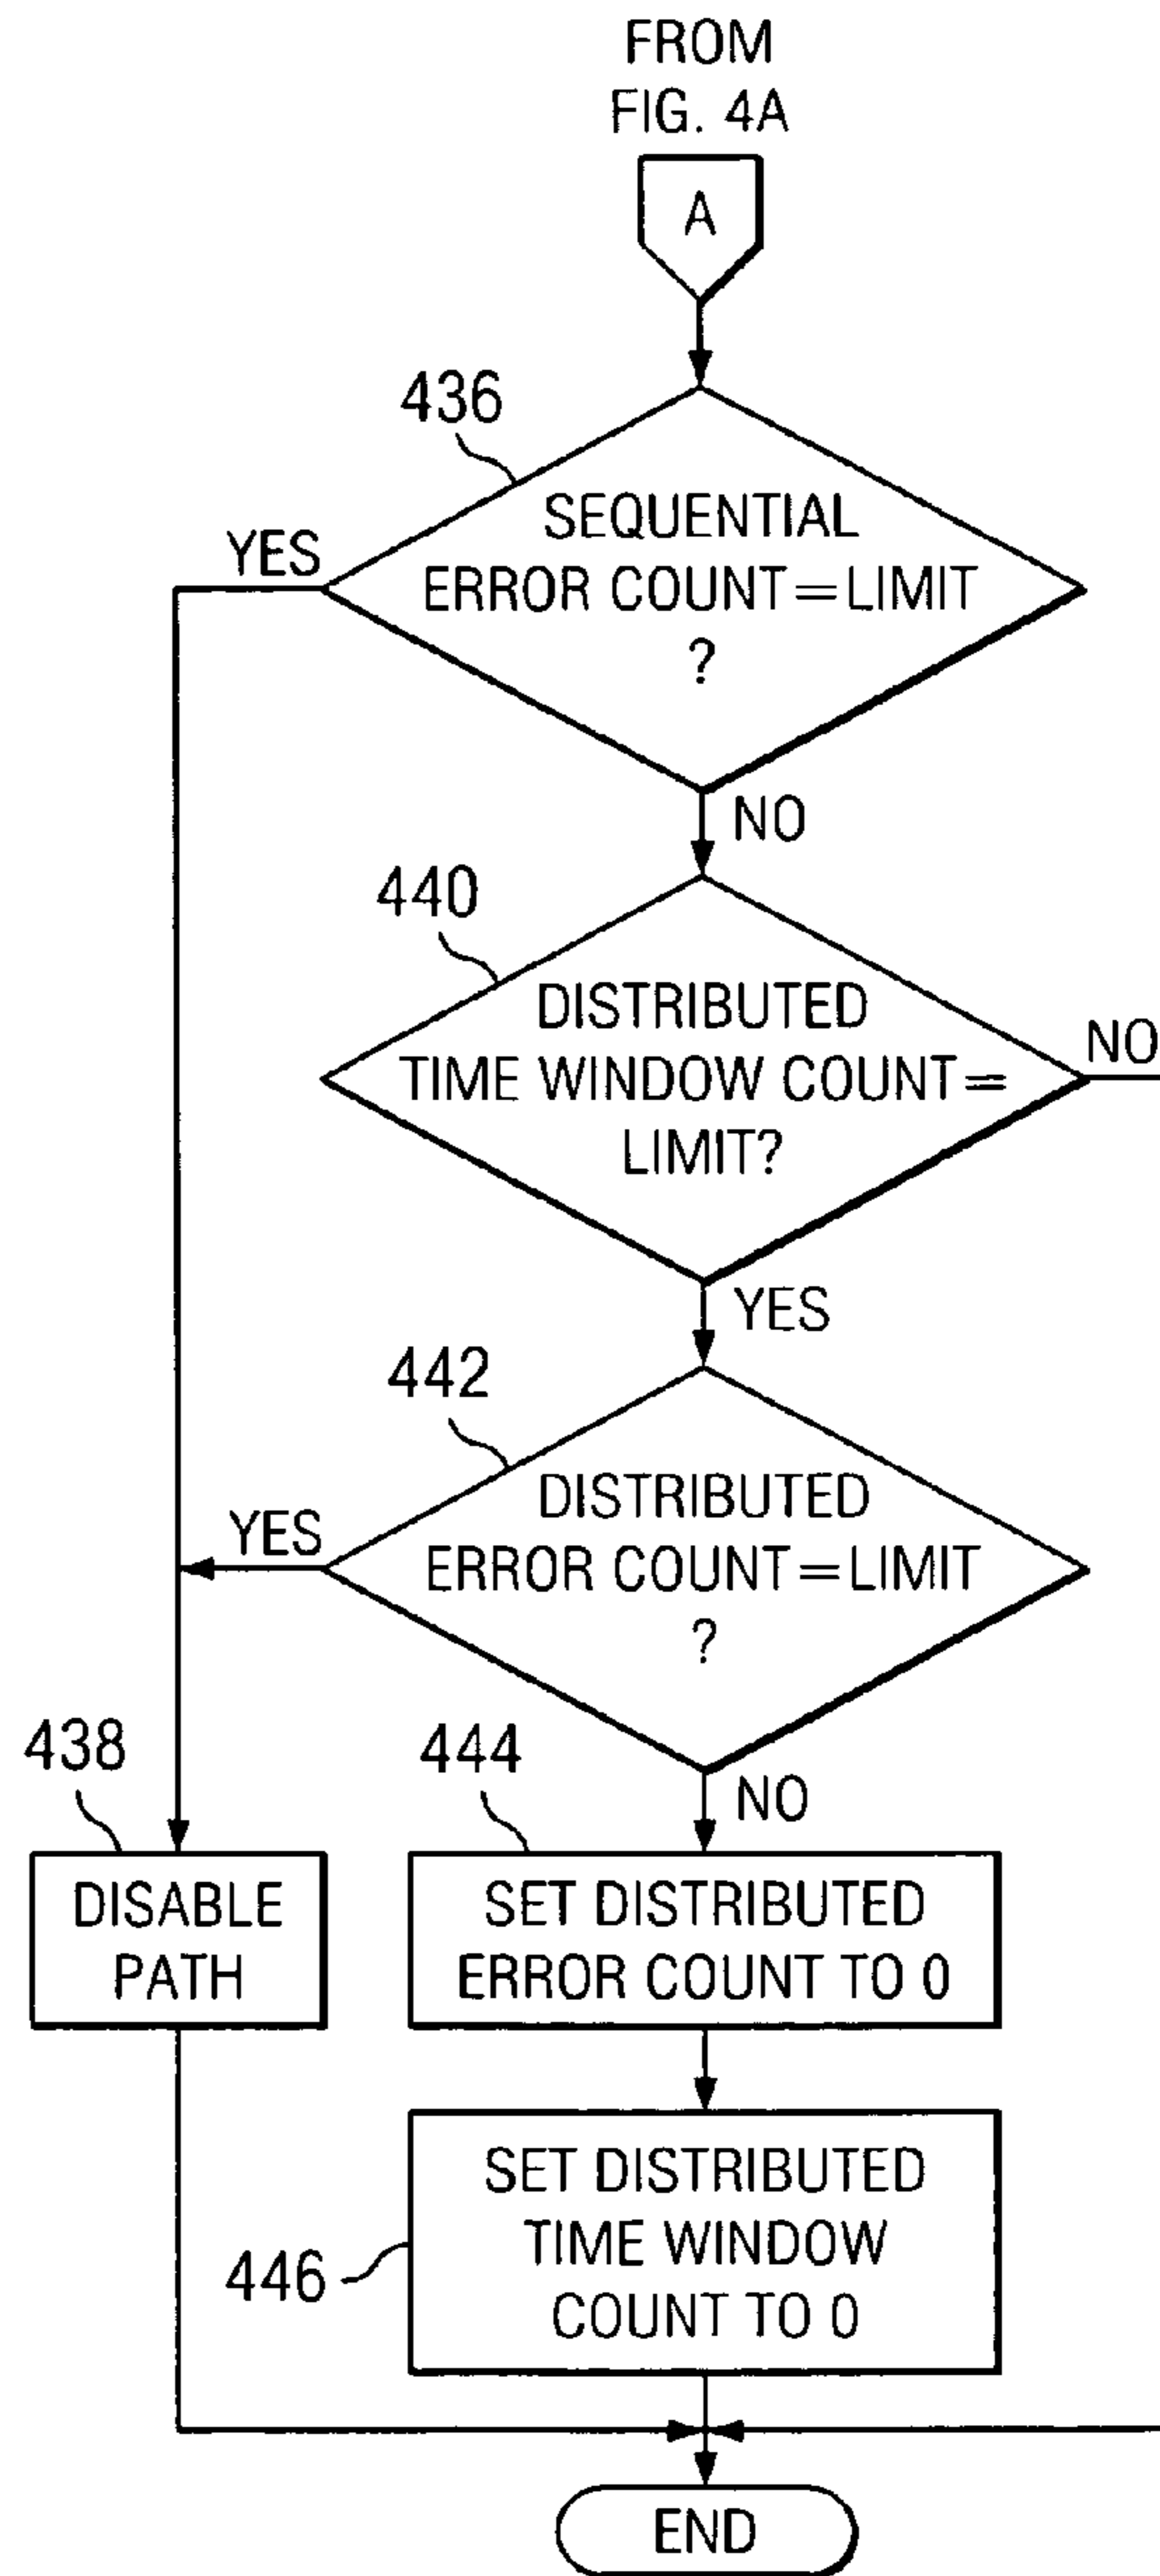 FROM
FIG. 4A
A
436
SEQUENTIAL
ERROR COUNT=LIMIT
?
YES
NO
440
DISTRIBUTED
TIME WINDOW COUNT=
LIMIT?
NO
YES
442
DISTRIBUTED
ERROR COUNT=LIMIT
?
YES
NO
438
DISABLE
PATH
444
SET DISTRIBUTED
ERROR COUNT TO 0
446
SET DISTRIBUTED
TIME WINDOW
COUNT TO 0
END